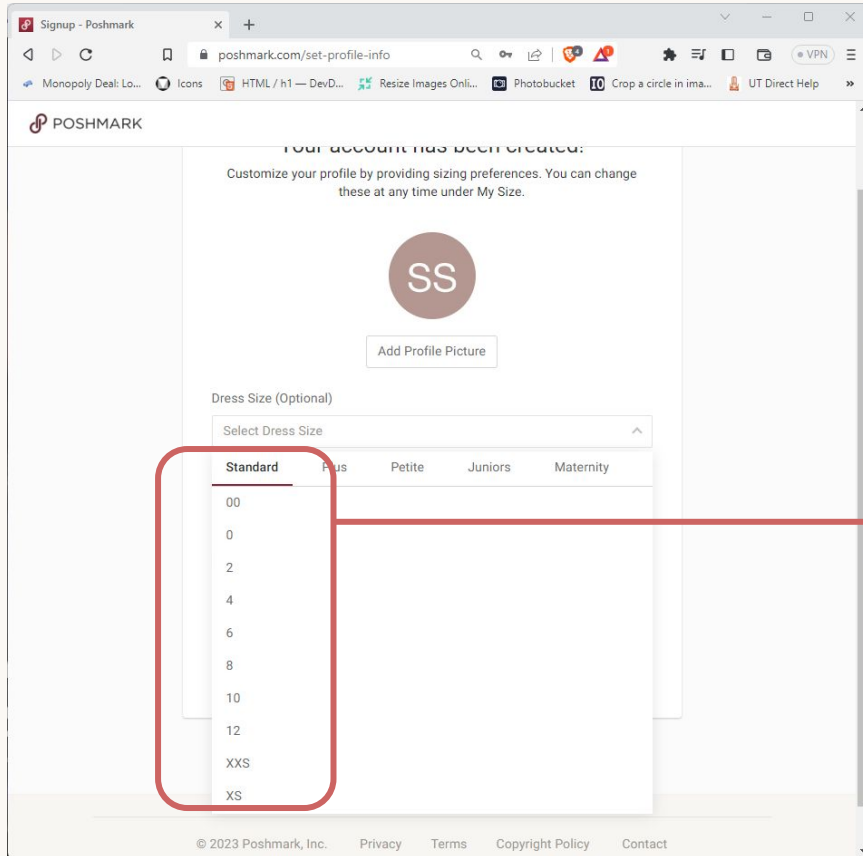 Signup - Poshmark
poshmark.com/set-profile-info
VPN
Monopoly Deal: Lo... Icons HTML / h1 — DevD... Resize Images Onli... Photobucket Crop a circle in ima... UT Direct Help »
POSHMARK
Your account has been created!
Customize your profile by providing sizing preferences. You can change
these at any time under My Size.
SS
Add Profile Picture
Dress Size (Optional)
Select Dress Size
Standard Plus Petite Juniors Maternity
00
0
2
4
6
8
10
12
XXS
XS
© 2023 Poshmark, Inc. Privacy Terms Copyright Policy Contact